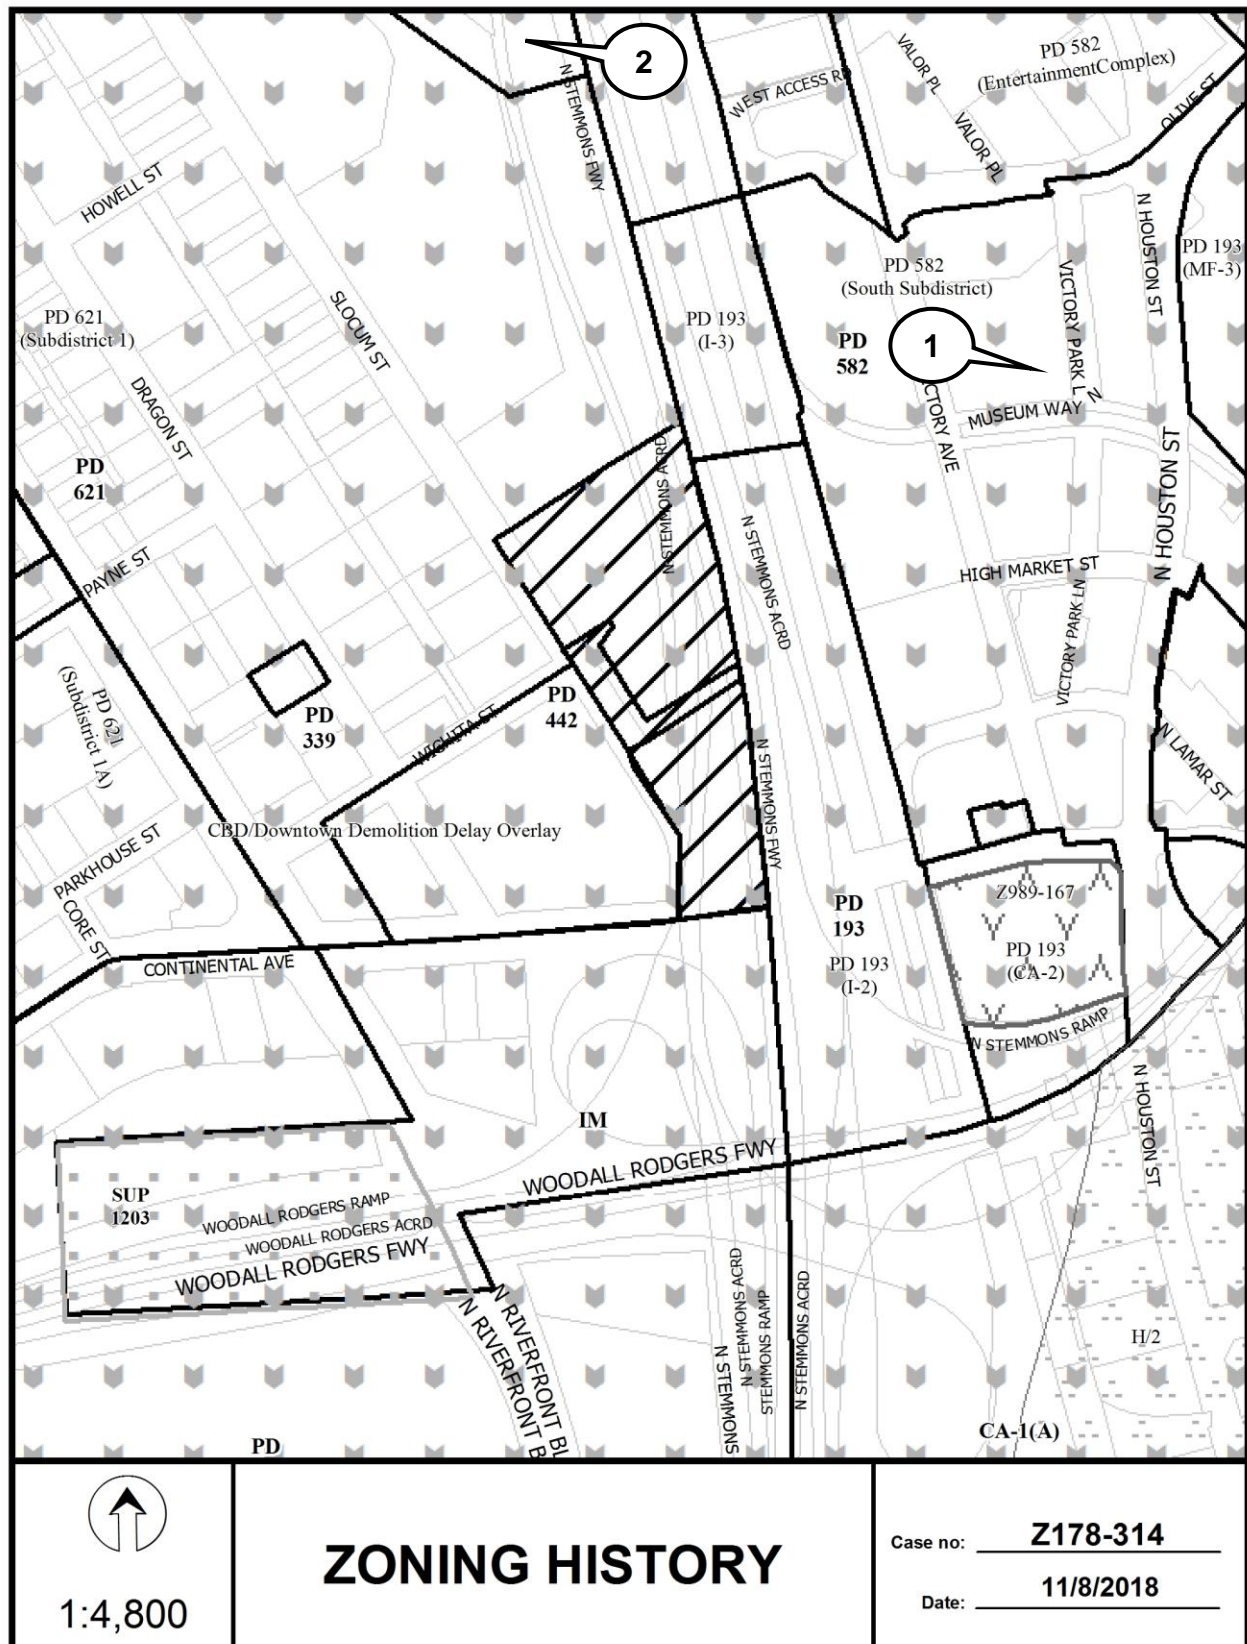 2
N STEMMONS FWY
WEST ACCESS RD
VALOR PL
VALOR PL
PD 582
(EntertainmentComplex)
OLIVE ST
HOWELL ST
N HOUSTON ST
PD 193
(MF-3)
PD 582
(South Subdistrict)
VICTORY PARK L
N
PD 621
(Subdistrict 1)
SLOCUM ST
PD 193
(I-3)
PD
582
1
DRAGON ST
MUSEUM WAY
ICTORY AVE
PD
621
N STEMMONS ACRD
N STEMMONS ACRD
N HOUSTON ST
PAYNE ST
HIGH MARKET ST
VICTORY PARK LN
PD 621
(Subdistrict 1A)
PD
339
WICHITA ST
PD
442
N STEMMONS FWY
N LAMAR ST
CBD/Downtown Demolition Delay Overlay
PARKHOUSE ST
CORE ST
CONTINENTAL AVE
PD
193
PD 193
(I-2)
Z989-167
PD 193
(CA-2)
N STEMMONS RAMP
N HOUSTON ST
IM
WOODALL RODGERS FWY
SUP
1203
WOODALL RODGERS RAMP
WOODALL RODGERS ACRD
WOODALL RODGERS FWY
N RIVERFRONT BL
N RIVERFRONT B
N STEMMONS ACRD
STEMMONS RAMP
N STEMMONS
N STEMMONS ACRD
H/2
CA-1(A)
PD
1:4,800
ZONING HISTORY
Case no: Z178-314
Date: 11/8/2018